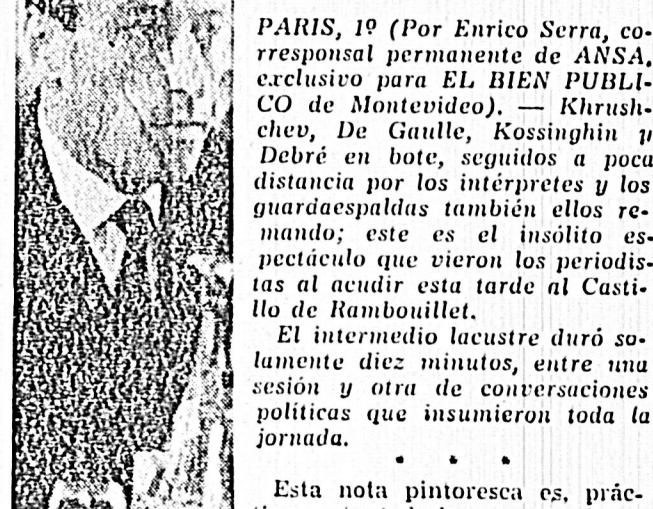 PARIS, 1º (Por Enrico Serra, co-
rresponsal permanente de ANSA,
exclusivo para EL BIEN PUBLI-
CO de Montevideo). — Khrush-
chev, De Gaulle, Kossinghin y
Debré en bote, seguidos a poca
distancia por los intérpretes y los
guardaespaldas también ellos re-
mando; este es el insólito es-
pectáculo que vieron los periodis-
tas al acudir esta tarde al Casti-
llo de Rambouillet.
El intermedio lacustre duró so-
lamente diez minutos, entre una
sesión y otra de conversaciones
políticas que insumieron toda la
jornada.
* * *
Esta nota pintoresca es, prác-